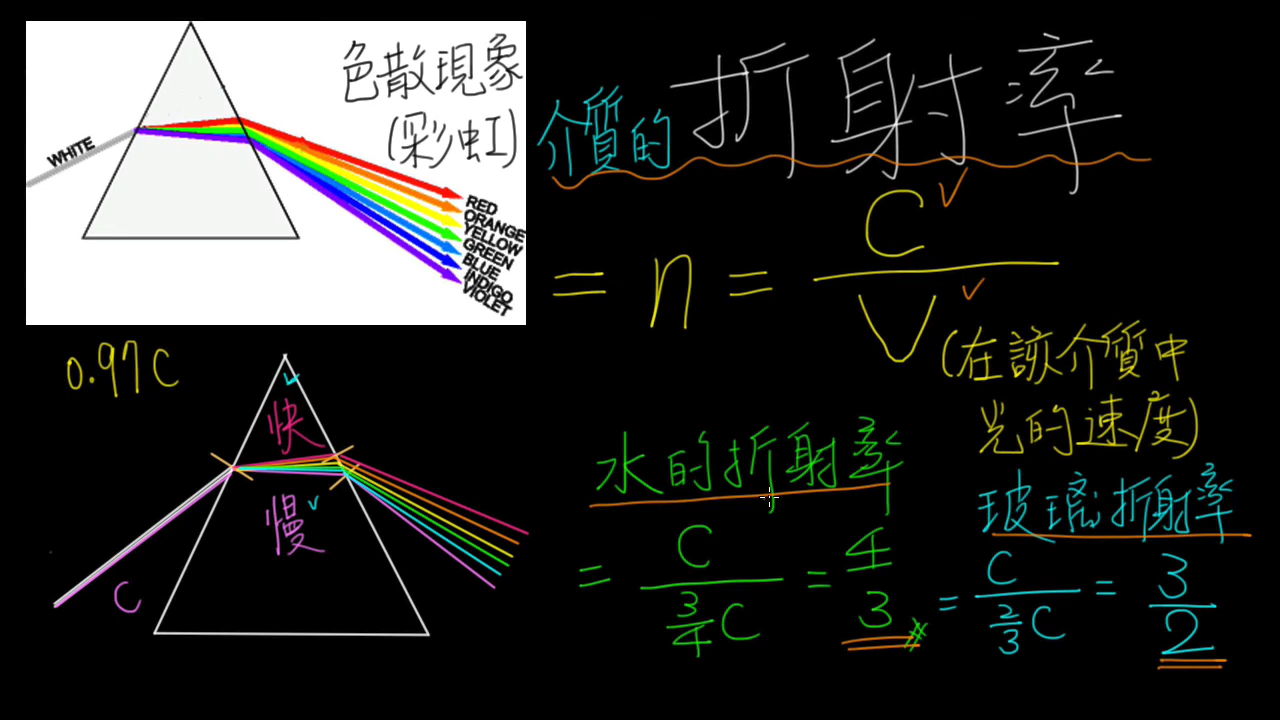 色散現象
(彩虹)
WHITE
RED
ORANGE
YELLOW
GREEN
BLUE
INDIGO
VIOLET
介質的折射率
= n = C / V
(在該介質中
光的速度)
0.97C
快
慢
C
水的折射率
= C / (3/4 C) = 4/3
玻璃折射率
= C / (2/3 C) = 3/2